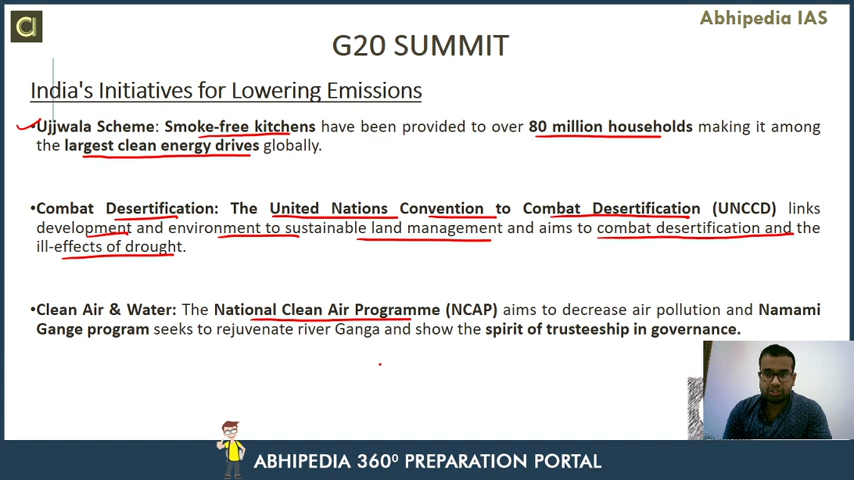 Abhipedia IAS
G20 SUMMIT
India's Initiatives for Lowering Emissions
•Ujjwala Scheme: Smoke-free kitchens have been provided to over 80 million households making it among
the largest clean energy drives globally.
•Combat Desertification: The United Nations Convention to Combat Desertification (UNCCD) links
development and environment to sustainable land management and aims to combat desertification and the
ill-effects of drought.
•Clean Air & Water: The National Clean Air Programme (NCAP) aims to decrease air pollution and Namami
Gange program seeks to rejuvenate river Ganga and show the spirit of trusteeship in governance.
ABHIPEDIA 360⁰ PREPARATION PORTAL